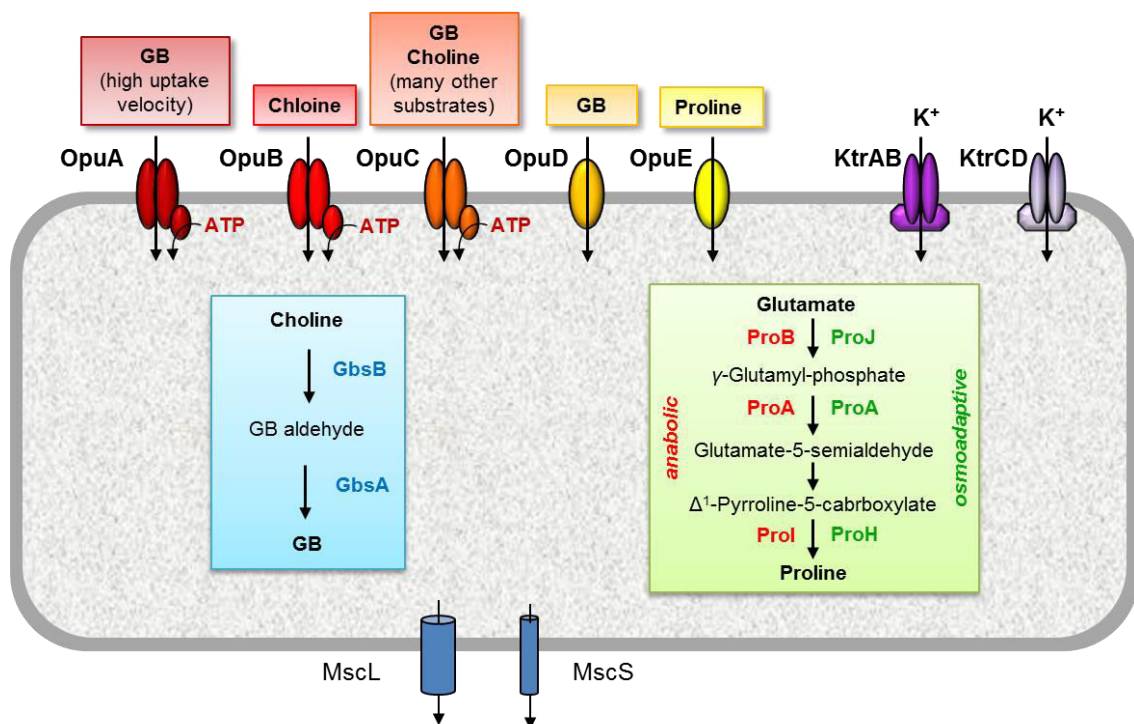 GB
(high uptake
velocity)
Chloine
GB
Choline
(many other
substrates)
GB
Proline
K⁺
K⁺
OpuA
OpuB
OpuC
OpuD
OpuE
KtrAB
KtrCD
ATP
ATP
ATP
Choline
GbsB
GB aldehyde
GbsA
GB
Glutamate
ProB
ProJ
γ-Glutamyl-phosphate
ProA
ProA
Glutamate-5-semialdehyde
Δ¹-Pyrroline-5-cabrboxylate
ProI
ProH
Proline
anabolic
osmoadaptive
MscL
MscS